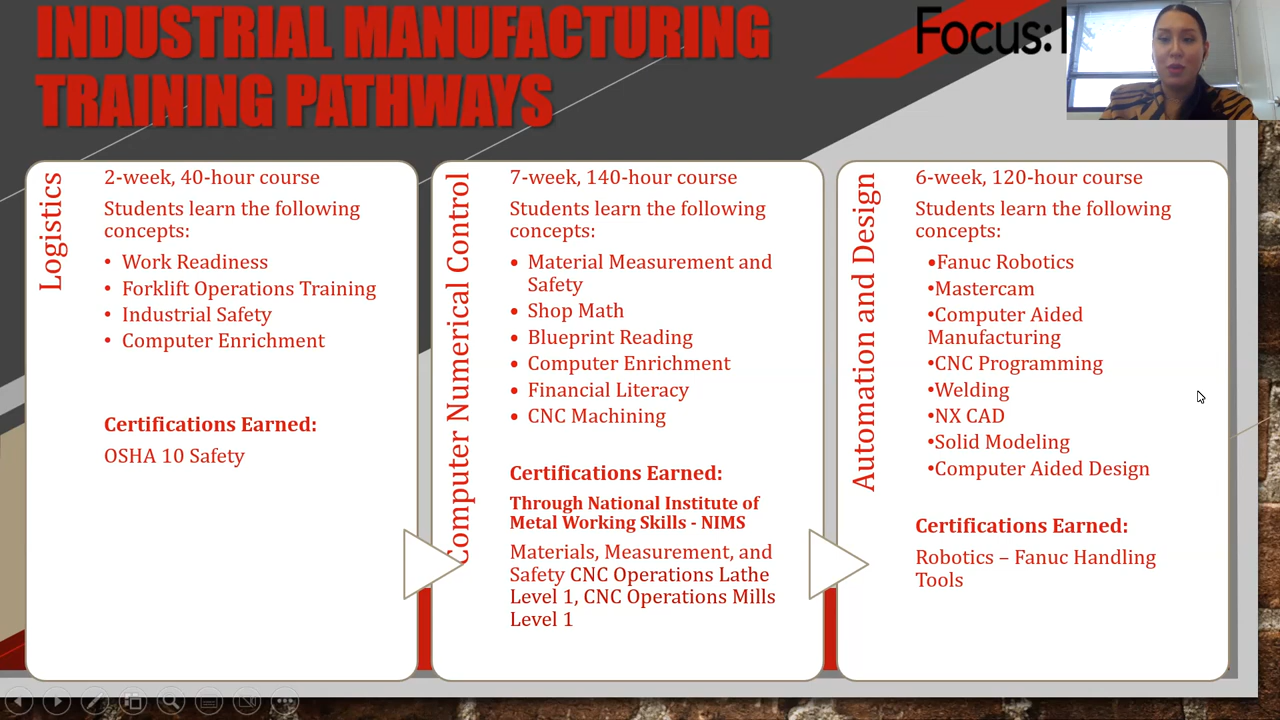 INDUSTRIAL MANUFACTURING
TRAINING PATHWAYS
Focus:
Logistics
2-week, 40-hour course
Students learn the following
concepts:
• Work Readiness
• Forklift Operations Training
• Industrial Safety
• Computer Enrichment
Certifications Earned:
OSHA 10 Safety
Computer Numerical Control
7-week, 140-hour course
Students learn the following
concepts:
• Material Measurement and
Safety
• Shop Math
• Blueprint Reading
• Computer Enrichment
• Financial Literacy
• CNC Machining
Certifications Earned:
Through National Institute of
Metal Working Skills - NIMS
Materials, Measurement, and
Safety CNC Operations Lathe
Level 1, CNC Operations Mills
Level 1
Automation and Design
6-week, 120-hour course
Students learn the following
concepts:
•Fanuc Robotics
•Mastercam
•Computer Aided
Manufacturing
•CNC Programming
•Welding
•NX CAD
•Solid Modeling
•Computer Aided Design
Certifications Earned:
Robotics – Fanuc Handling
Tools